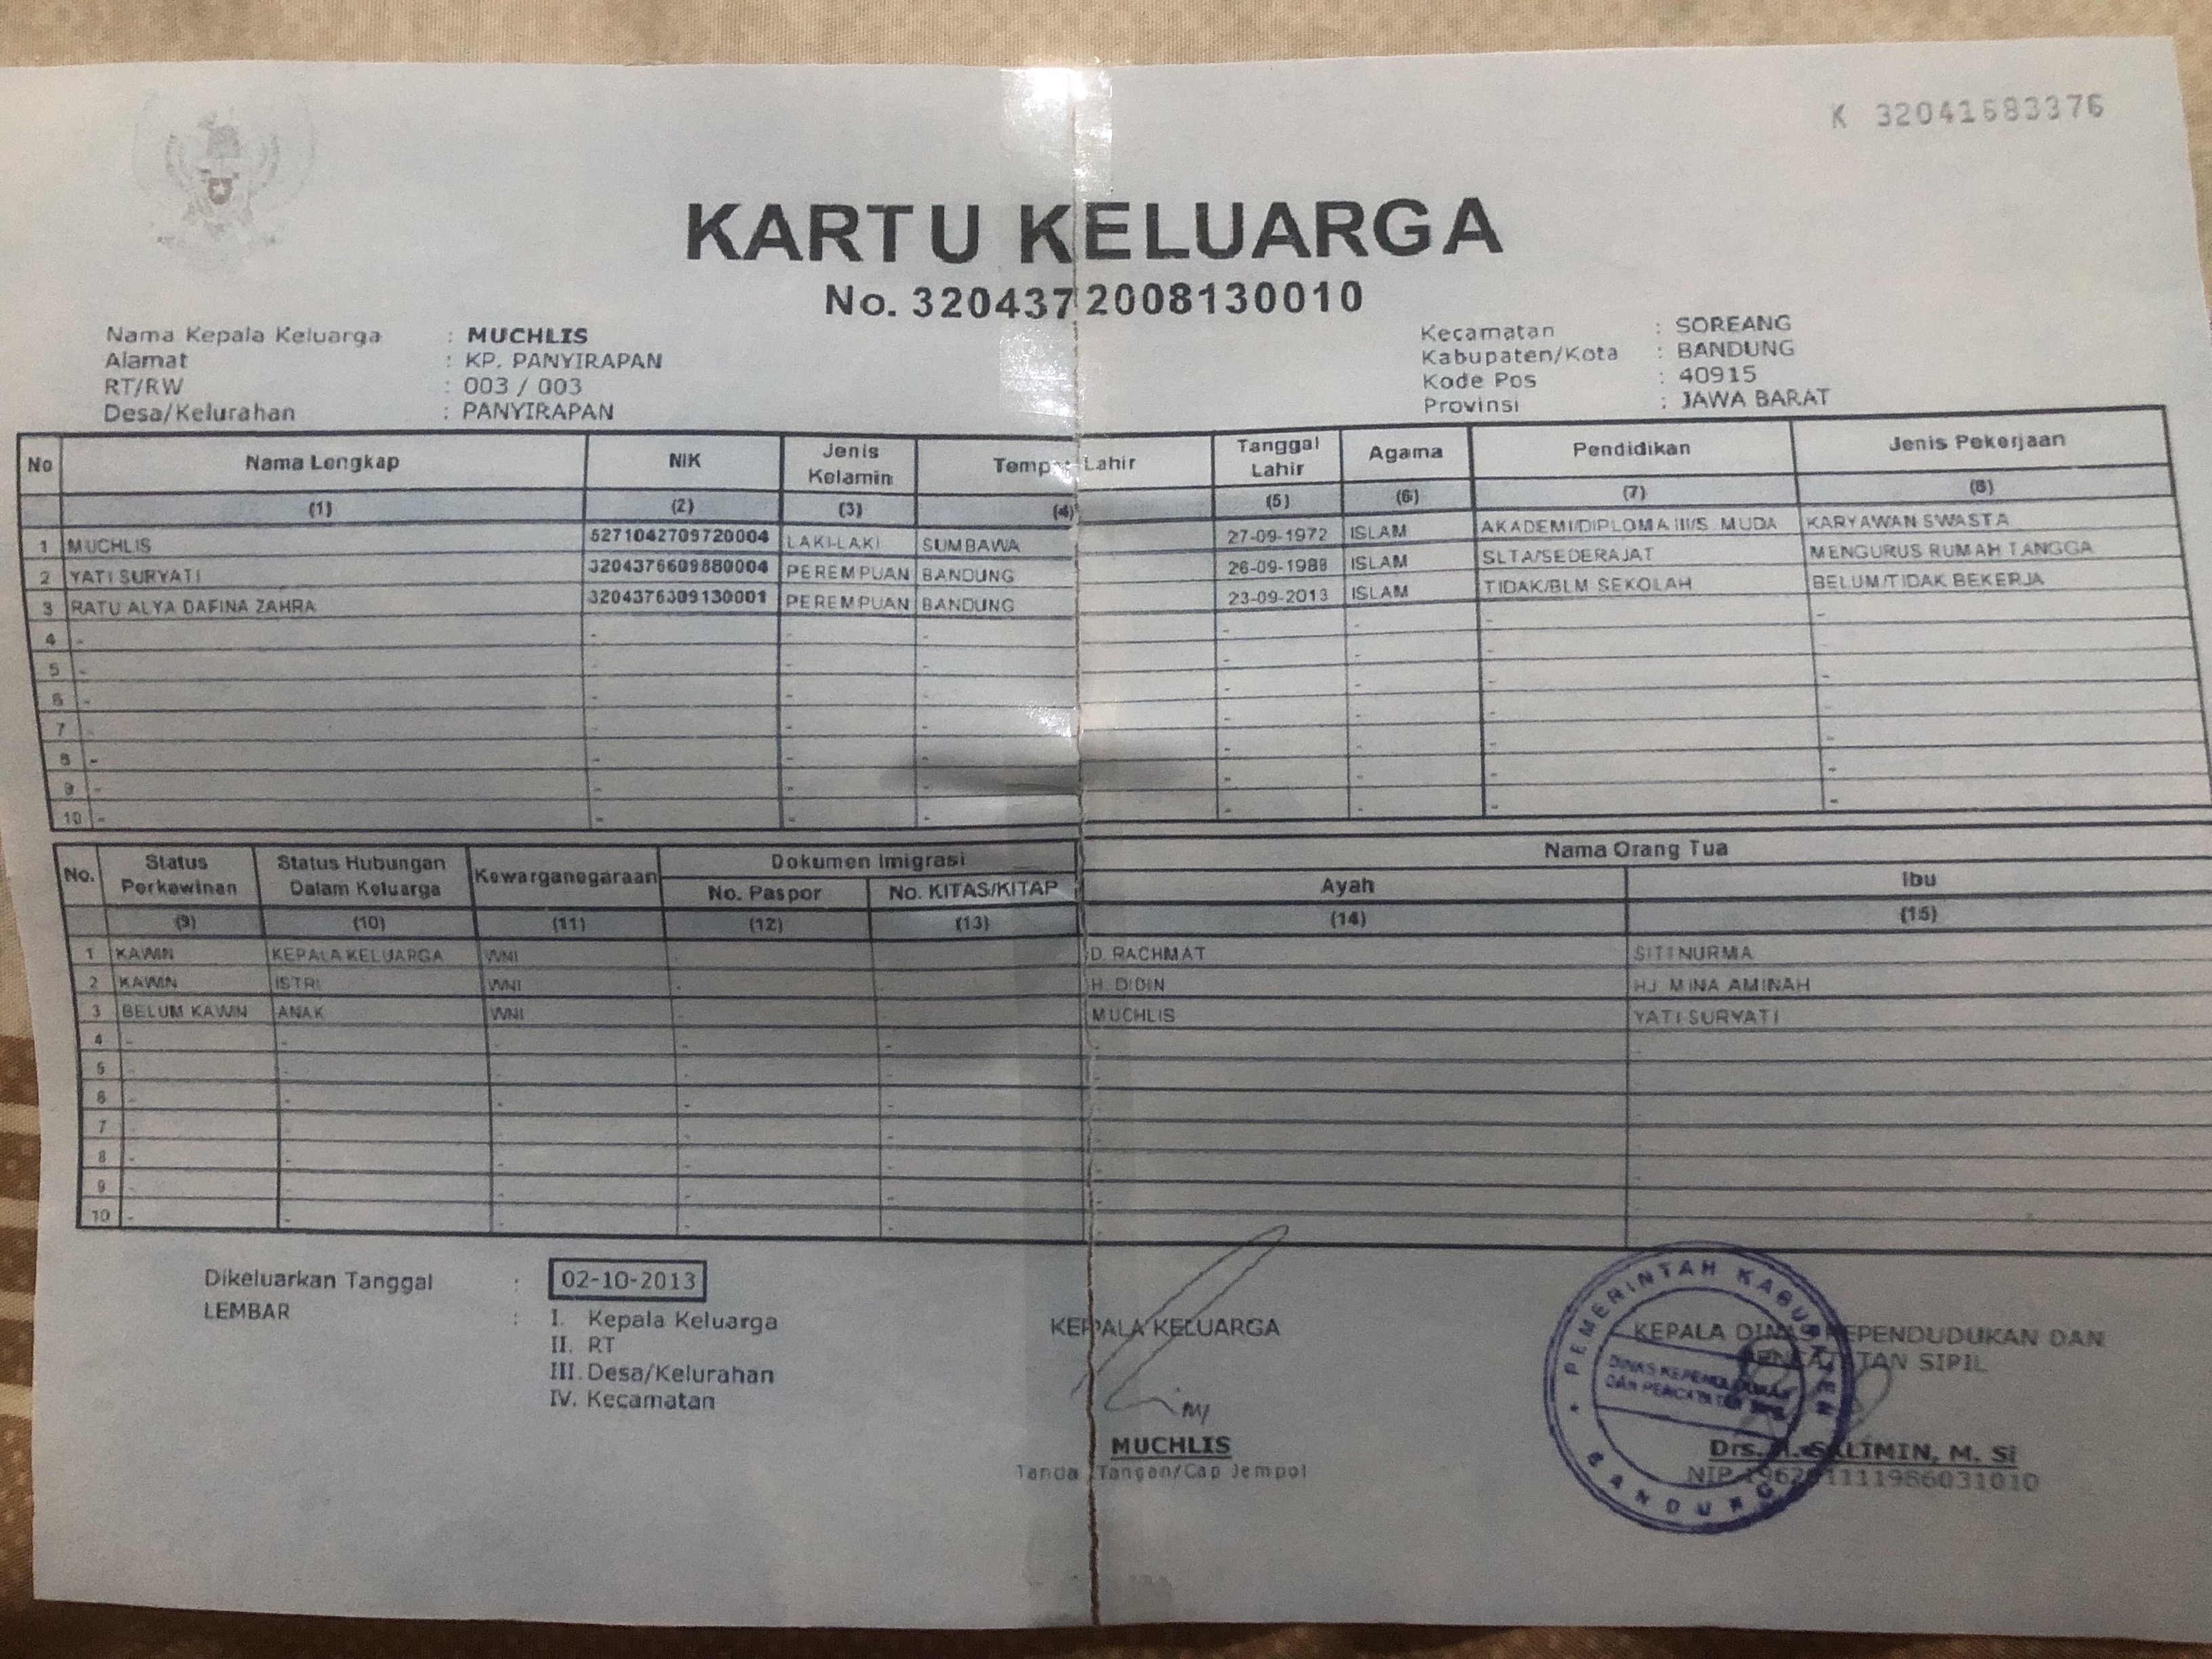 K 32041683376
KARTU KELUARGA
No. 3204372008130010
Nama Kepala Keluarga : MUCHLIS
Alamat : KP. PANYIRAPAN
RT/RW : 003 / 003
Desa/Kelurahan : PANYIRAPAN
Kecamatan : SOREANG
Kabupaten/Kota : BANDUNG
Kode Pos : 40915
Provinsi : JAWA BARAT
No Nama Lengkap NIK Jenis Kelamin Lahir Tanggal Lahir Agama Pendidikan Jenis Pekerjaan
(1) (2) (3) (4) (5) (6) (7) (8)
1 MUCHLIS 5271042709720004 LAKI-LAKI SUMBAWA 27-09-1972 ISLAM AKADEMI/DIPLOMA III/S. MUDA KARYAWAN SWASTA
2 YATI SURYATI 3204376609880004 PEREMPUAN BANDUNG 26-09-1988 ISLAM SLTA/SEDERAJAT MENGURUS RUMAH TANGGA
3 RATU ALYA DAFINA ZAHRA 3204376309130001 PEREMPUAN BANDUNG 23-09-2013 ISLAM TIDAK/BLM SEKOLAH BELUM/TIDAK BEKERJA
4 - - - - - - - -
5 - - - - - - - -
6 - - - - - - - -
7 - - - - - - - -
8 - - - - - - - -
9 - - - - - - - -
10 - - - - - - - -
No. Status Perkawinan Status Hubungan Dalam Keluarga Kewarganegaraan Dokumen Imigrasi Nama Orang Tua
No. Paspor No. KITAS/KITAP Ayah Ibu
(9) (10) (11) (12) (13) (14) (15)
1 KAWIN KEPALA KELUARGA WNI - - D. RACHMAT SITI NURMA
2 KAWIN ISTRI WNI - - H. DIDIN HJ. MINA AMINAH
3 BELUM KAWIN ANAK WNI - - MUCHLIS YATI SURYATI
4 - - - - - - -
5 - - - - - - -
6 - - - - - - -
7 - - - - - - -
8 - - - - - - -
9 - - - - - - -
10 - - - - - - -
Dikeluarkan Tanggal : 02-10-2013
LEMBAR : I. Kepala Keluarga
II. RT
III. Desa/Kelurahan
IV. Kecamatan
KEPALA KELUARGA
MUCHLIS
Tanda Tangan/Cap Jempol
KEPALA DINAS KEPENDUDUKAN DAN
PENCATATAN SIPIL
Drs. H. SALIMIN, M. Si
NIP
PEMERINTAH KABUPATEN
DINAS KEPENDUDUKAN
DAN PENCATATAN SIPIL
BANDUNG